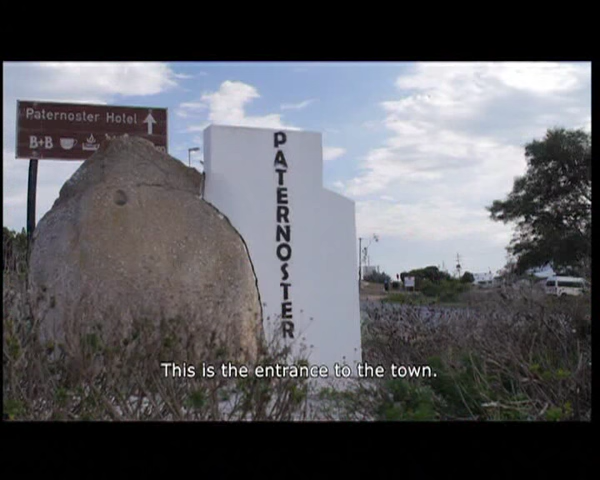 Paternoster Hotel
B+B
PATERNOSTER
This is the entrance to the town.